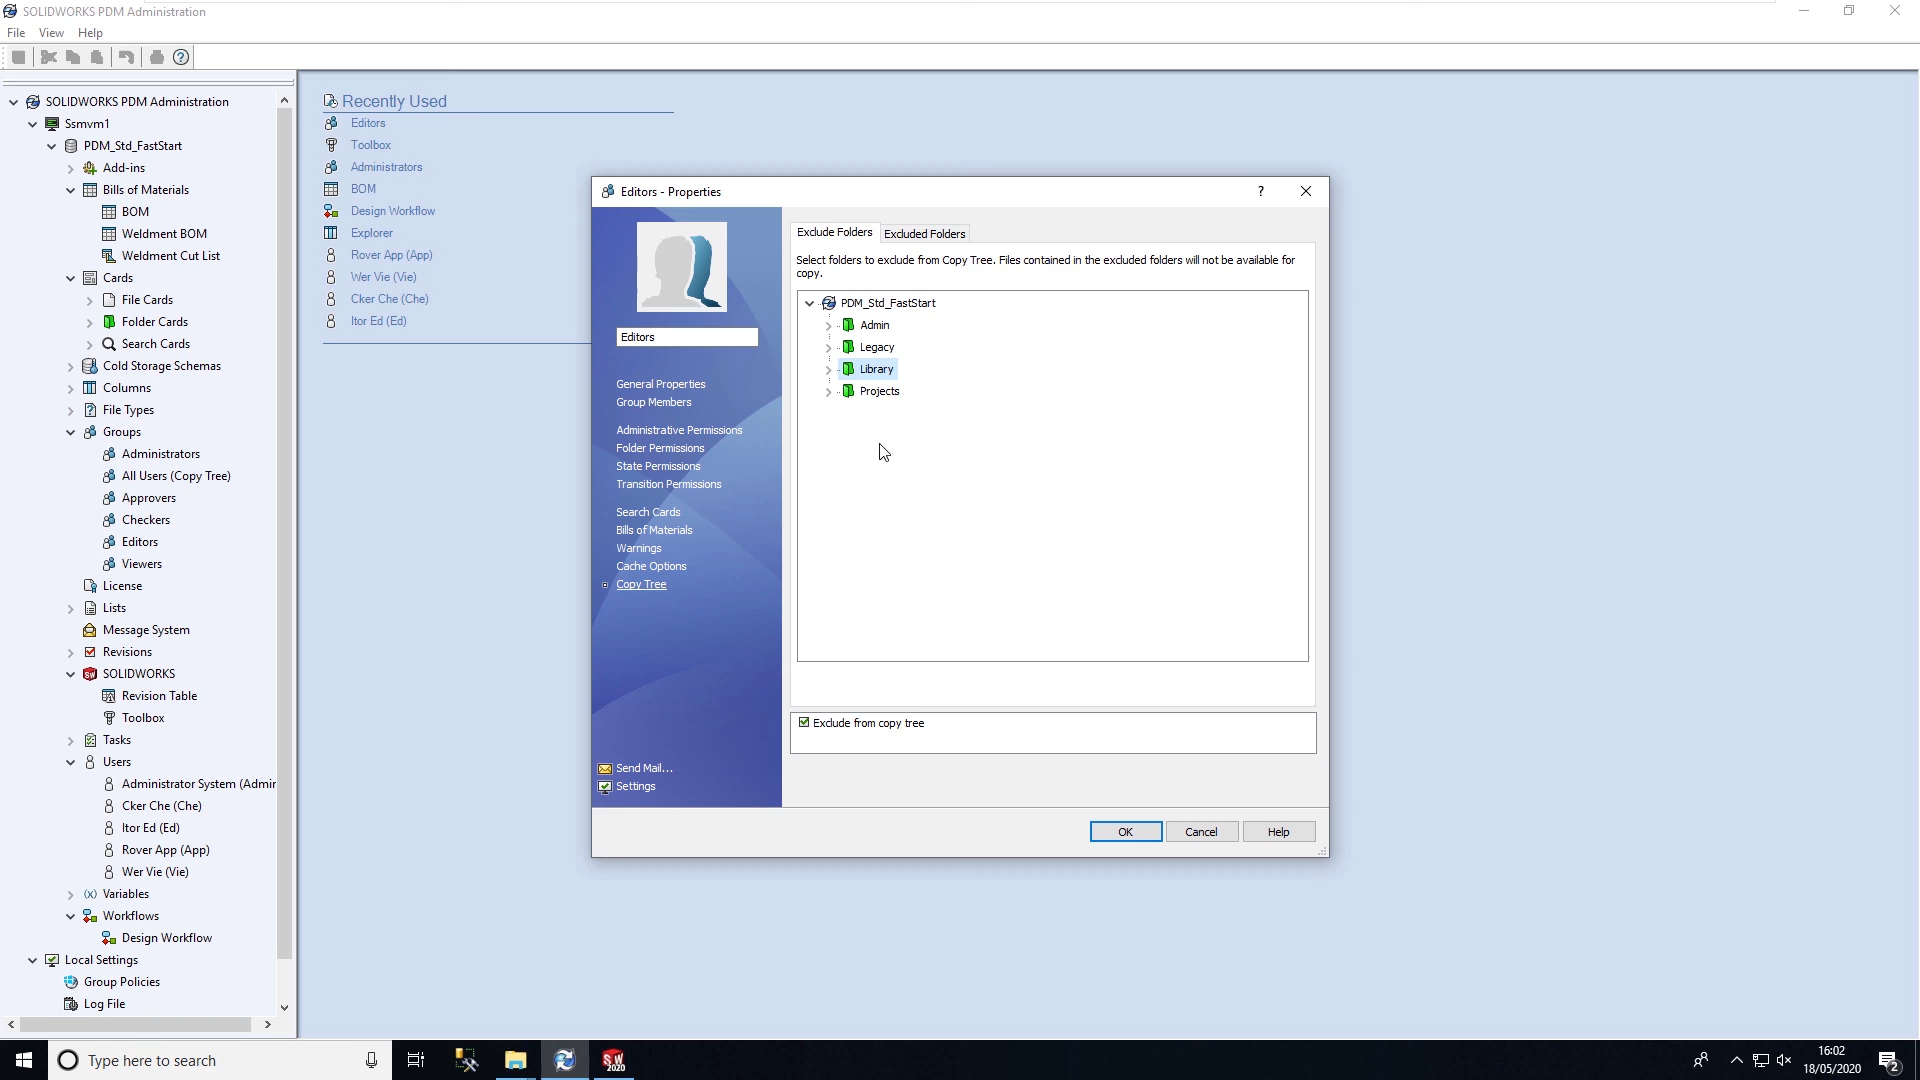 SOLIDWORKS PDM Administration
File View Help
SOLIDWORKS PDM Administration
Ssmvm1
PDM_Std_FastStart
Add-ins
Bills of Materials
BOM
Weldment BOM
Weldment Cut List
Cards
File Cards
Folder Cards
Search Cards
Cold Storage Schemas
Columns
File Types
Groups
Administrators
All Users (Copy Tree)
Approvers
Checkers
Editors
Viewers
License
Lists
Message System
Revisions
SOLIDWORKS
Revision Table
Toolbox
Tasks
Users
Administrator System (Admir
Cker Che (Che)
Itor Ed (Ed)
Rover App (App)
Wer Vie (Vie)
Variables
Workflows
Design Workflow
Local Settings
Group Policies
Log File
Recently Used
Editors
Toolbox
Administrators
BOM
Design Workflow
Explorer
Rover App (App)
Wer Vie (Vie)
Cker Che (Che)
Itor Ed (Ed)
Editors - Properties
Editors
General Properties
Group Members
Administrative Permissions
Folder Permissions
State Permissions
Transition Permissions
Search Cards
Bills of Materials
Warnings
Cache Options
Copy Tree
Send Mail...
Settings
Exclude Folders Excluded Folders
Select folders to exclude from Copy Tree. Files contained in the excluded folders will not be available for
copy.
PDM_Std_FastStart
Admin
Legacy
Library
Projects
Exclude from copy tree
OK Cancel Help
Type here to search
SW
2020
16:02
18/05/2020
2